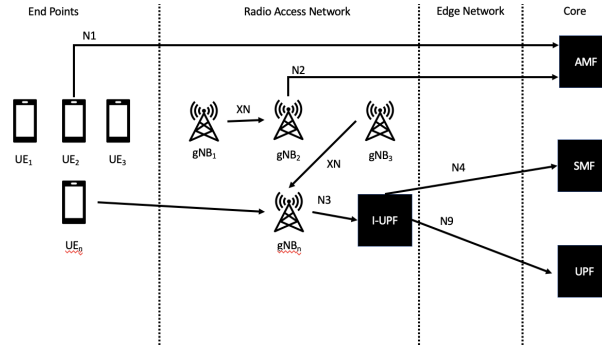 End Points
Radio Access Network
Edge Network
Core
N1
AMF
N2
XN
UE₁
UE₂
UE₃
gNB₁
gNB₂
gNB₃
XN
N4
SMF
N3
I-UPF
N9
UEₙ
gNBₙ
UPF